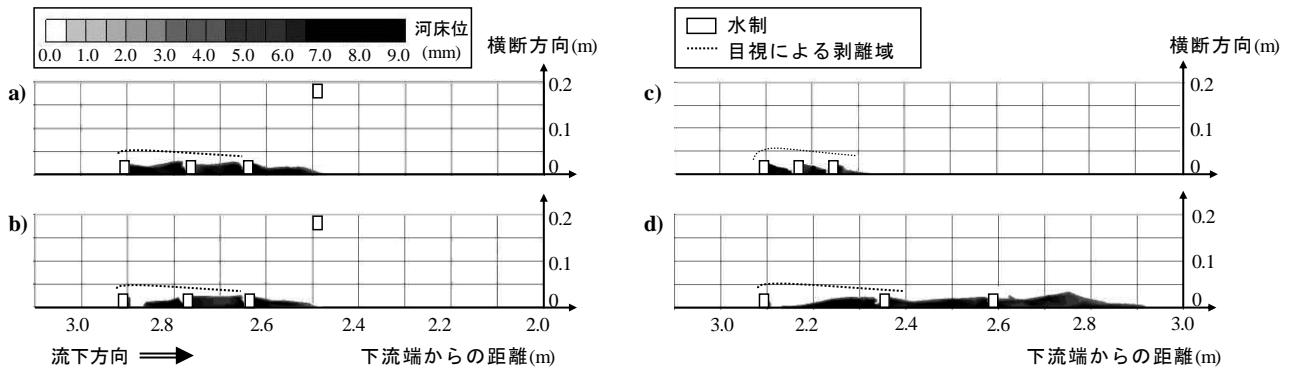 河床位
(mm)
0.0 1.0 2.0 3.0 4.0 5.0 6.0 7.0 8.0 9.0
水制
目視による剥離域
横断方向(m)
横断方向(m)
a)
0.2
0.1
0
c)
0.2
0.1
0
b)
0.2
0.1
0
d)
0.2
0.1
0
3.0 2.8 2.6 2.4 2.2 2.0
3.0 2.2 2.4 2.6 2.8 3.0
流下方向
下流端からの距離(m)
下流端からの距離(m)